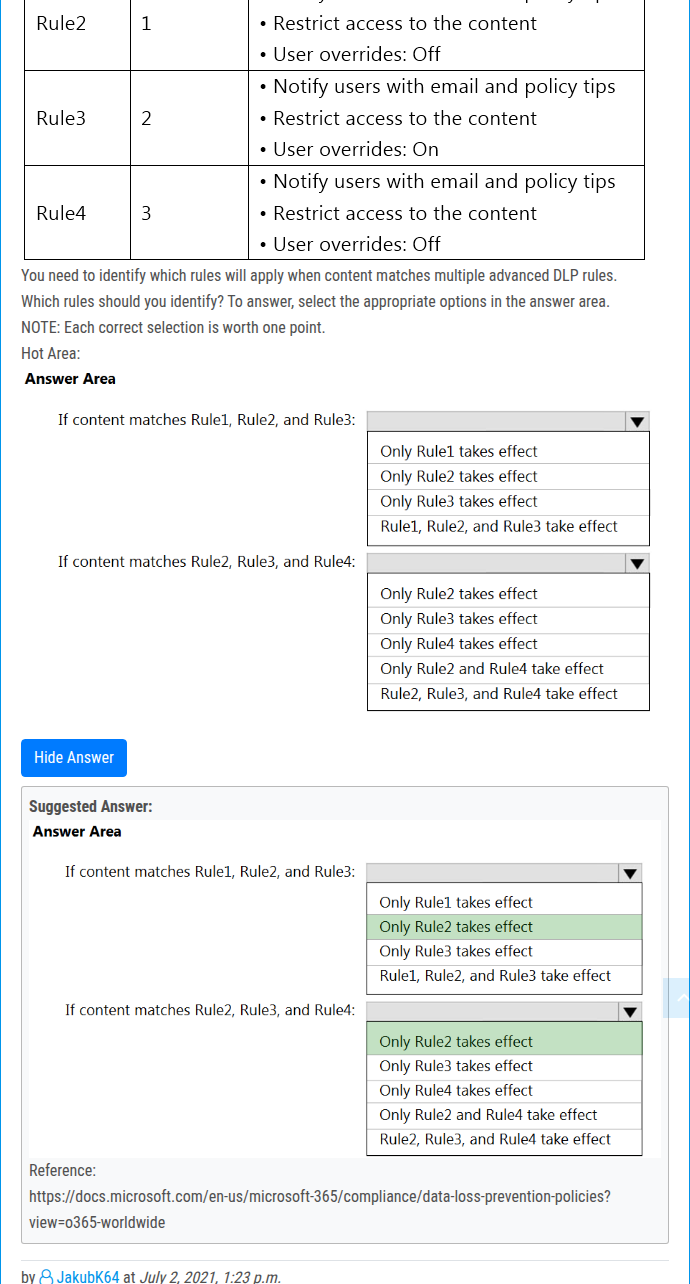 Rule2
1
• Restrict access to the content
• User overrides: Off
Rule3
2
• Notify users with email and policy tips
• Restrict access to the content
• User overrides: On
Rule4
3
• Notify users with email and policy tips
• Restrict access to the content
• User overrides: Off
You need to identify which rules will apply when content matches multiple advanced DLP rules.
Which rules should you identify? To answer, select the appropriate options in the answer area.
NOTE: Each correct selection is worth one point.
Hot Area:
Answer Area
If content matches Rule1, Rule2, and Rule3:
Only Rule1 takes effect
Only Rule2 takes effect
Only Rule3 takes effect
Rule1, Rule2, and Rule3 take effect
If content matches Rule2, Rule3, and Rule4:
Only Rule2 takes effect
Only Rule3 takes effect
Only Rule4 takes effect
Only Rule2 and Rule4 take effect
Rule2, Rule3, and Rule4 take effect
Hide Answer
Suggested Answer:
Answer Area
If content matches Rule1, Rule2, and Rule3:
Only Rule1 takes effect
Only Rule2 takes effect
Only Rule3 takes effect
Rule1, Rule2, and Rule3 take effect
If content matches Rule2, Rule3, and Rule4:
Only Rule2 takes effect
Only Rule3 takes effect
Only Rule4 takes effect
Only Rule2 and Rule4 take effect
Rule2, Rule3, and Rule4 take effect
Reference:
https://docs.microsoft.com/en-us/microsoft-365/compliance/data-loss-prevention-policies?
view=o365-worldwide
by JakubK64 at July 2, 2021, 1:23 p.m.